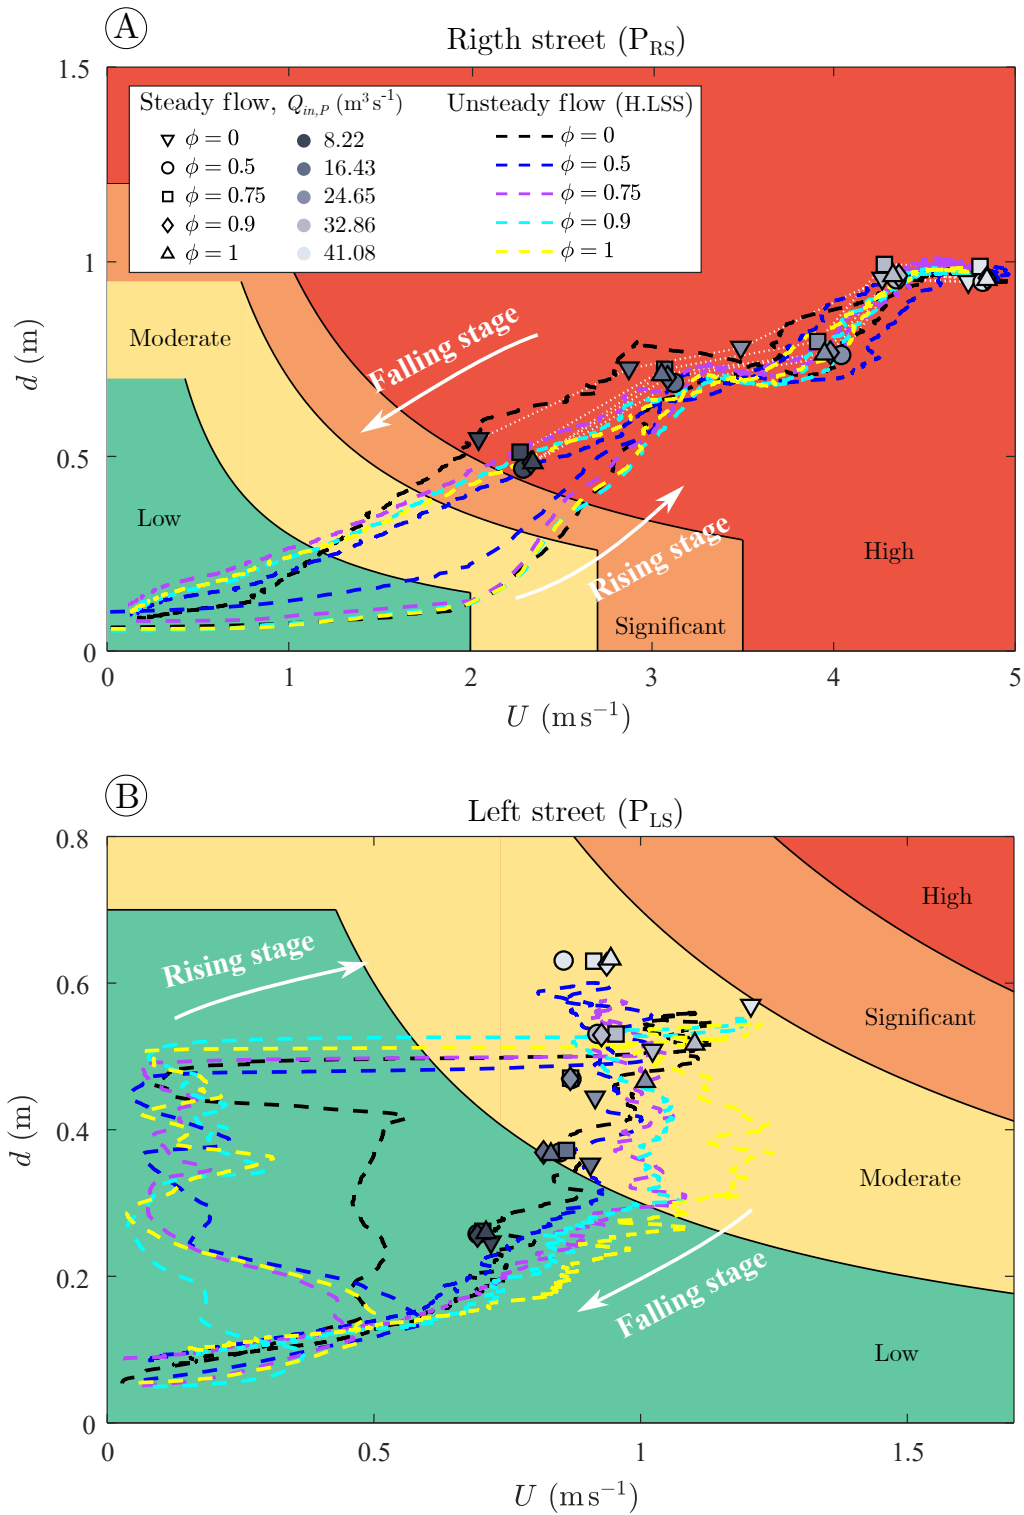 A
Rigth street (P_RS)
1.5
Steady flow, Q_in,P (m³ s⁻¹)
Unsteady flow (H.LSS)
ϕ = 0
8.22
ϕ = 0
ϕ = 0.5
16.43
ϕ = 0.5
ϕ = 0.75
24.65
ϕ = 0.75
ϕ = 0.9
32.86
ϕ = 0.9
ϕ = 1
41.08
ϕ = 1
1
Moderate
Falling stage
d (m)
0.5
Low
Rising stage
High
Significant
0
0 1 2 3 4 5
U (m s⁻¹)
B
Left street (P_LS)
0.8
High
Rising stage
0.6
Significant
d (m)
0.4
Moderate
0.2
Falling stage
Low
0
0 0.5 1 1.5
U (m s⁻¹)